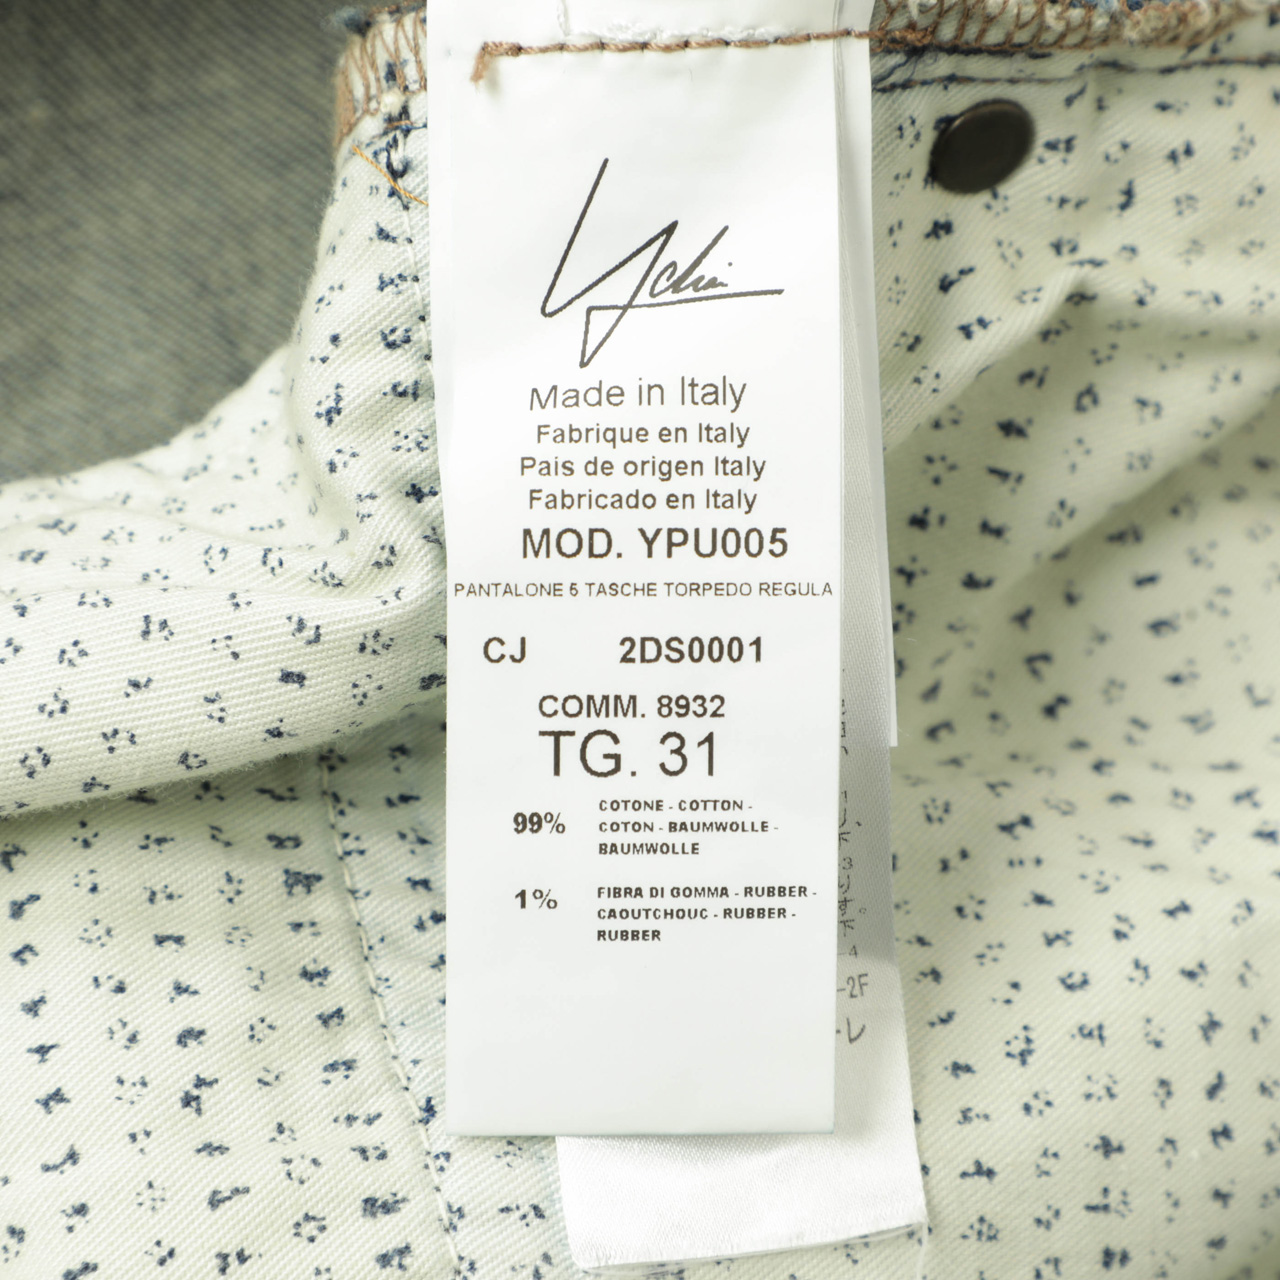 Made in Italy
Fabrique en Italy
Pais de origen Italy
Fabricado en Italy
MOD. YPU005
PANTALONE 5 TASCHE TORPEDO REGULA
CJ 2DS0001
COMM. 8932
TG. 31
99% COTONE - COTTON -
COTON - BAUMWOLLE -
BAUMWOLLE
1% FIBRA DI GOMMA - RUBBER -
CAOUTCHOUC - RUBBER -
RUBBER
-2F